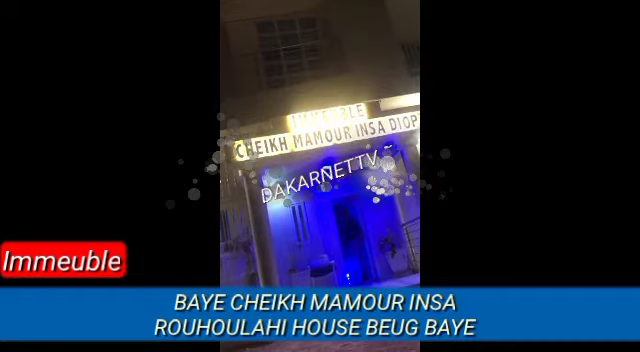 IMMEUBLE
CHEIKH MAMOUR INSA DIOP
DAKARNETTV
Immeuble
BAYE CHEIKH MAMOUR INSA
ROUHOULAHI HOUSE BEUG BAYE